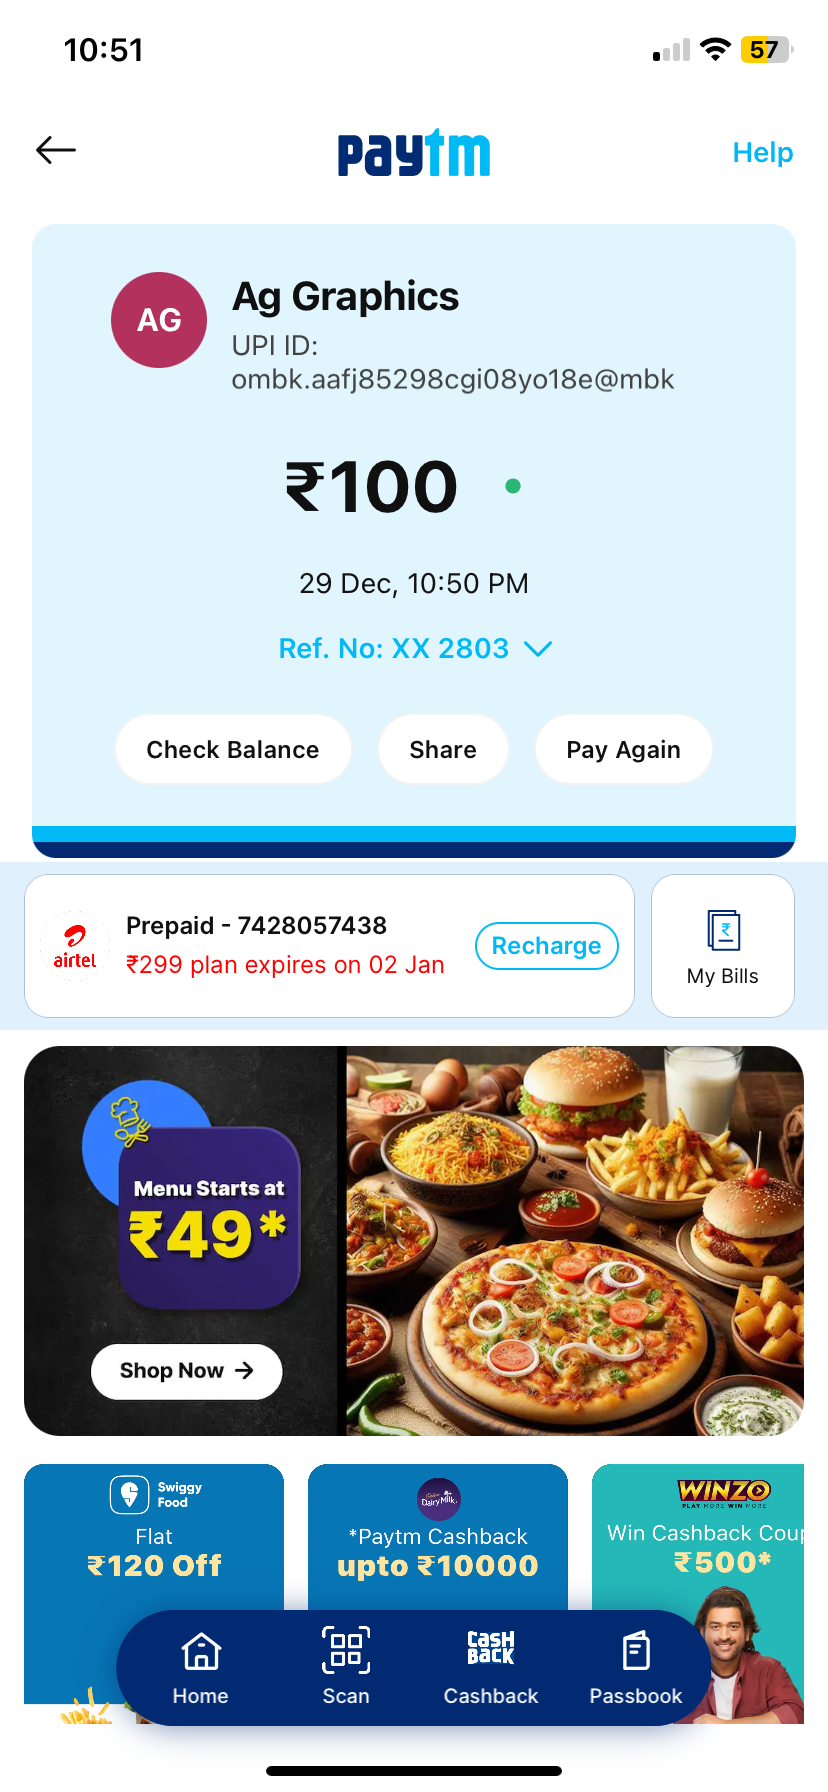 10:51
57
paytm
Help
AG
Ag Graphics
UPI ID:
ombk.aafj85298cgi08yo18e@mbk
₹100
29 Dec, 10:50 PM
Ref. No: XX 2803
Check Balance
Share
Pay Again
airtel
Prepaid - 7428057438
₹299 plan expires on 02 Jan
Recharge
₹
My Bills
Menu Starts at
₹49*
Shop Now →
Swiggy
Food
Flat
₹120 Off
Dairy Milk
*Paytm Cashback
upto ₹10000
WINZO
PLAY MORE WIN MORE
Win Cashback Coup
₹500*
Home
Scan
CASH
BACK
Cashback
Passbook